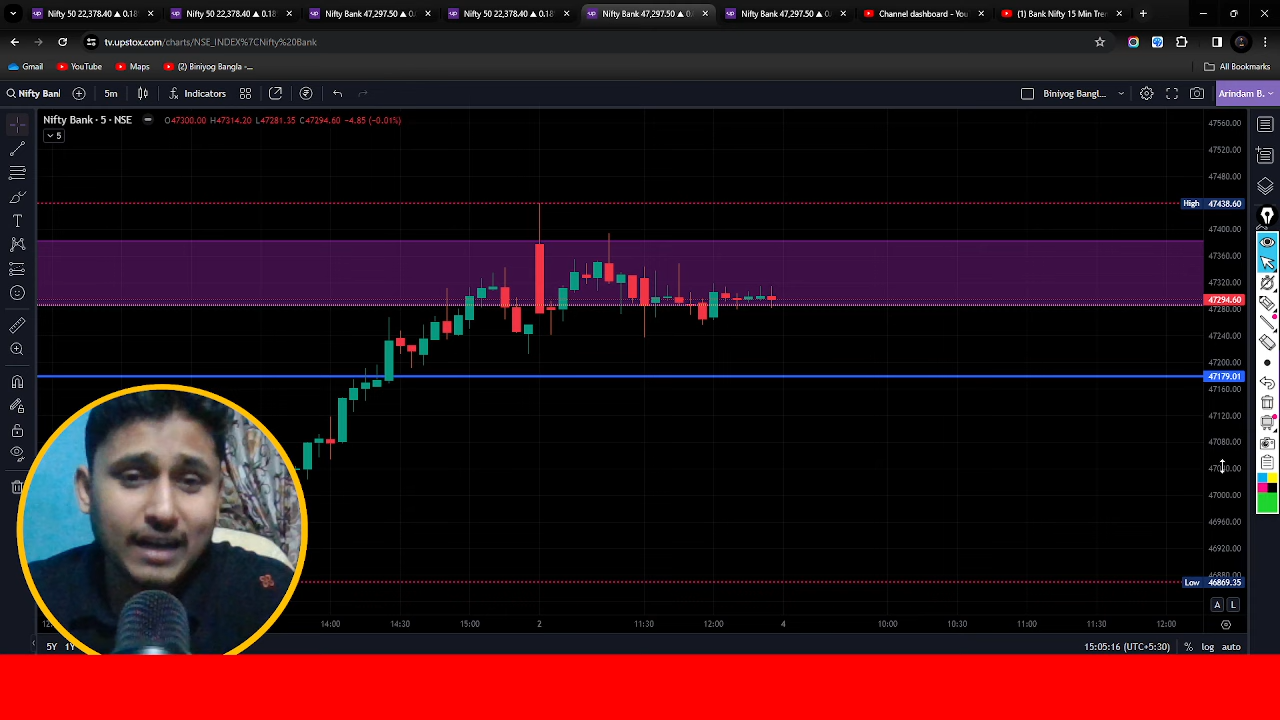 Nifty 50 22,378.40 ▲ 0.18
Nifty 50 22,378.40 ▲ 0.18
Nifty Bank 47,297.50 ▲ 0.
Nifty 50 22,378.40 ▲ 0.18
Nifty Bank 47,297.50 ▲ 0.
Nifty Bank 47,297.50 ▲ 0.
Channel dashboard - You
(1) Bank Nifty 15 Min Tre
tv.upstox.com/charts/NSE_INDEX%7CNifty%20Bank
Gmail YouTube Maps (2) Biniyog Bangla -... All Bookmarks
Nifty Banl 5m Indicators Biniyog Bangl... Arindam B.
Nifty Bank · 5 · NSE O47300.00 H47314.20 L47281.35 C47294.60 -4.85 (-0.01%)
5
47560.00
47520.00
47480.00
High 47438.60
47400.00
47360.00
47320.00
47294.60
47280.00
47240.00
47200.00
47179.01
47160.00
47120.00
47080.00
47040.00
47000.00
46960.00
46920.00
46880.00
Low 46869.35
A L
14:00 14:30 15:00 2 11:30 12:00 4 10:00 10:30 11:00 11:30 12:00
5Y 1Y 15:05:16 (UTC+5:30) % log auto